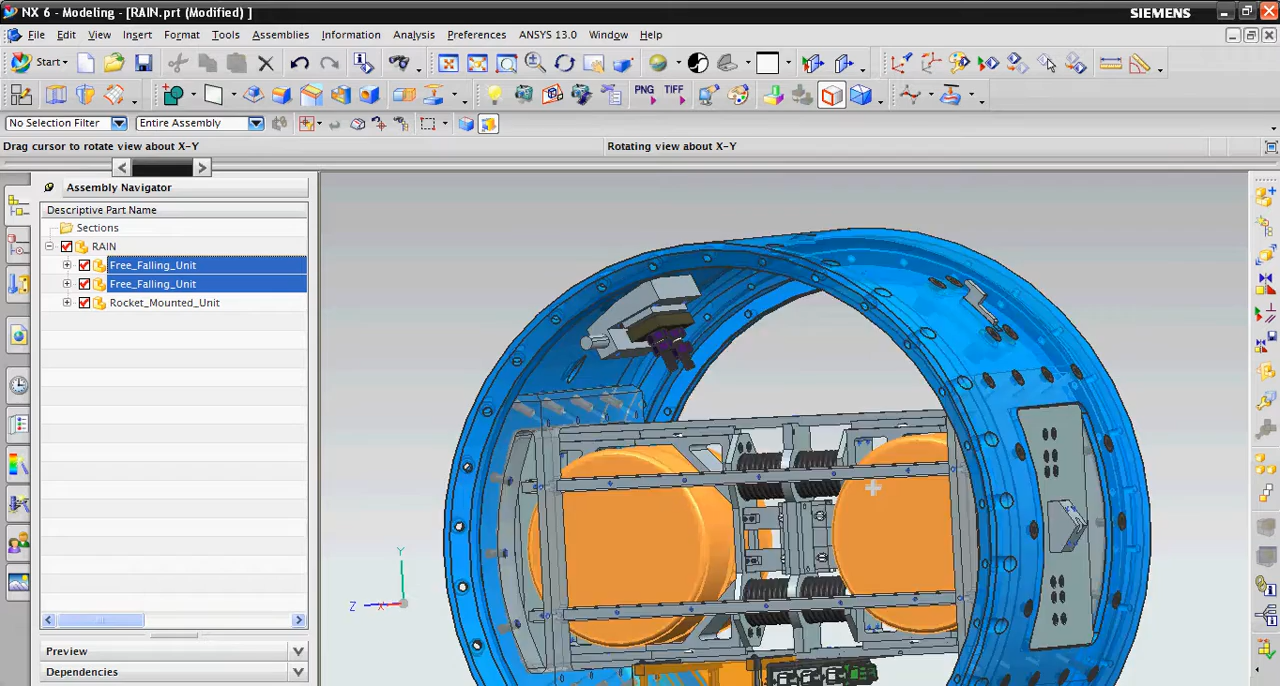 NX 6 - Modeling - [RAIN.prt (Modified) ]
SIEMENS
File Edit View Insert Format Tools Assemblies Information Analysis Preferences ANSYS 13.0 Window Help
Start
PNG TIFF
No Selection Filter Entire Assembly
Drag cursor to rotate view about X-Y Rotating view about X-Y
Assembly Navigator
Descriptive Part Name
Sections
RAIN
Free_Falling_Unit
Free_Falling_Unit
Rocket_Mounted_Unit
Y
Z X
Preview
Dependencies